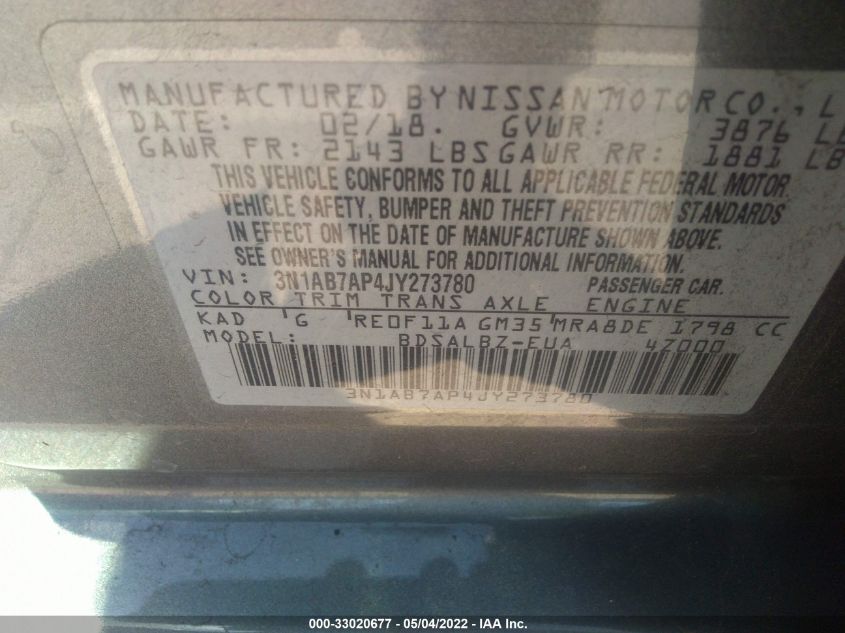 MANUFACTURED BY NISSAN MOTOR CO., L
DATE: 02/18. GVWR: 3876 LB
GAWR FR: 2143 LBS GAWR RR: 1881 LB
THIS VEHICLE CONFORMS TO ALL APPLICABLE FEDERAL MOTOR
VEHICLE SAFETY, BUMPER AND THEFT PREVENTION STANDARDS
IN EFFECT ON THE DATE OF MANUFACTURE SHOWN ABOVE.
SEE OWNER'S MANUAL FOR ADDITIONAL INFORMATION.
VIN: 3N1AB7AP4JY273780 PASSENGER CAR.
COLOR TRIM TRANS AXLE ENGINE
KAD 'G 'RE0F11A GM35 'MRA8DE 1798 CC
MODEL: BDSALBZ-EUA 47000
3N1AB7AP4JY273780
000-33020677 - 05/04/2022 - IAA Inc.